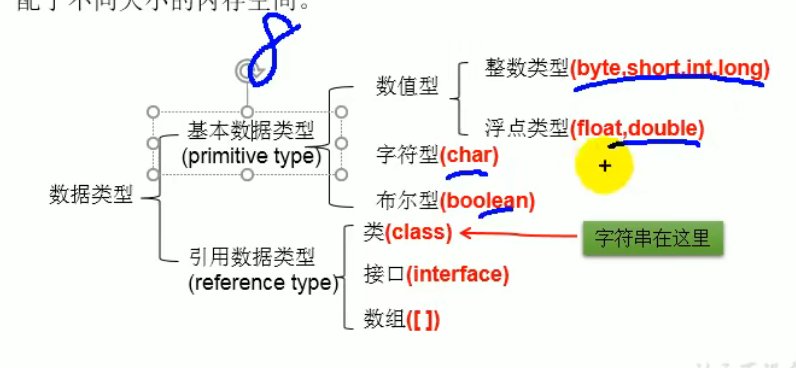 配了不同大小的内存空间。
8
整数类型(byte,short,int,long)
数值型
浮点类型(float,double)
基本数据类型
(primitive type)
字符型(char)
数据类型
布尔型(boolean)
类(class)
字符串在这里
引用数据类型
(reference type)
接口(interface)
数组([ ])